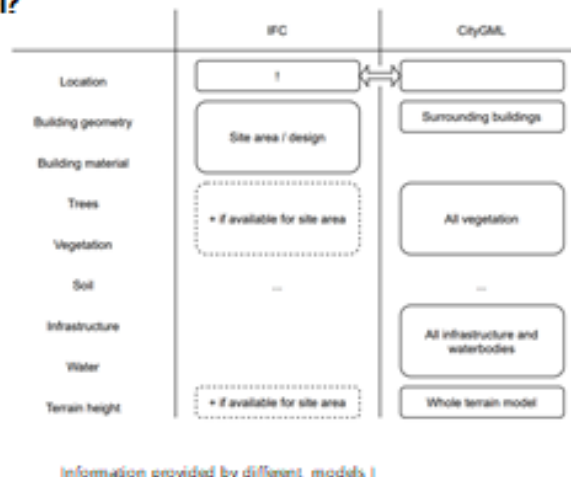 IFC CityGML
Location !
Building geometry Surrounding buildings
Site area / design
Building material
Trees
+ if available for site area All vegetation
Vegetation
Soil ... ...
Infrastructure
All infrastructure and
waterbodies
Water
Terrain height + if available for site area Whole terrain model
Information provided by different models